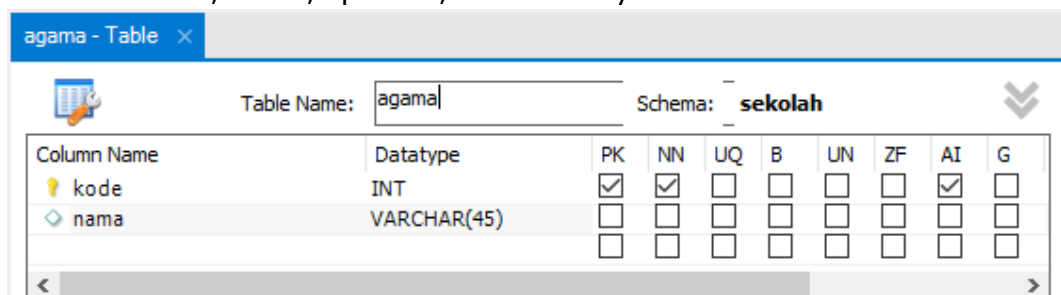 agama - Table ×
Table Name: agama Schema: sekolah
Column Name Datatype PK NN UQ B UN ZF AI G
kode INT
nama VARCHAR(45)